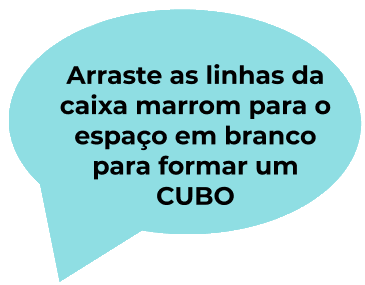 Arraste as linhas da
caixa marrom para o
espaço em branco
para formar um
CUBO